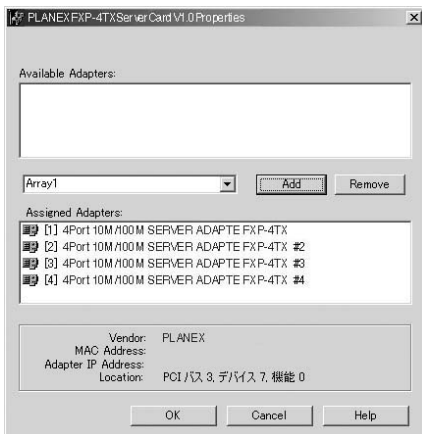 PLANEX FXP-4TX Server Card V1.0 Properties
Available Adapters:
Array1
Add
Remove
Assigned Adapters:
[1] 4Port 10M/100M SERVER ADAPTE FXP-4TX
[2] 4Port 10M/100M SERVER ADAPTE FXP-4TX #2
[3] 4Port 10M/100M SERVER ADAPTE FXP-4TX #3
[4] 4Port 10M/100M SERVER ADAPTE FXP-4TX #4
Vendor: PLANEX
MAC Address:
Adapter IP Address:
Location: PCI バス 3, デバイス 7, 機能 0
OK
Cancel
Help